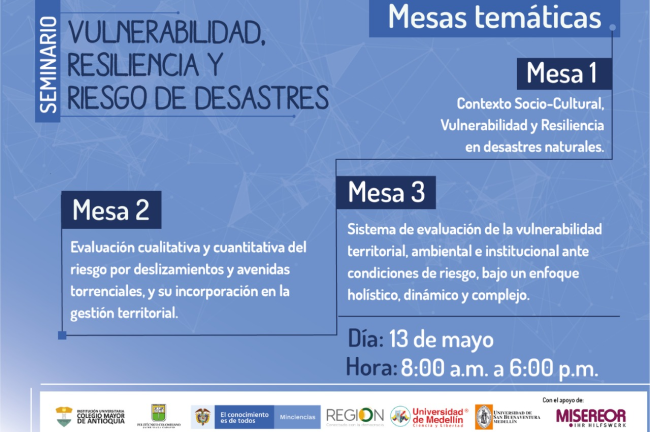 SEMINARIO
VULNERABILIDAD,
RESILIENCIA Y
RIESGO DE DESASTRES
Mesas temáticas
Mesa 1
Contexto Socio-Cultural,
Vulnerabilidad y Resiliencia
en desastres naturales.
Mesa 2
Evaluación cualitativa y cuantitativa del
riesgo por deslizamientos y avenidas
torrenciales, y su incorporación en la
gestión territorial.
Mesa 3
Sistema de evaluación de la vulnerabilidad
territorial, ambiental e institucional ante
condiciones de riesgo, bajo un enfoque
holístico, dinámico y complejo.
Día: 13 de mayo
Hora: 8:00 a.m. a 6:00 p.m.
INSTITUCIÓN UNIVERSITARIA
COLEGIO MAYOR
DE ANTIOQUIA
El conocimiento
es de todos
Minciencias
REGION
Universidad
de Medellín
Ciencia y Libertad
UNIVERSIDAD DE
SAN BUENAVENTURA
MEDELLÍN
Con el apoyo de:
MISEREOR
IHR HILFSWERK